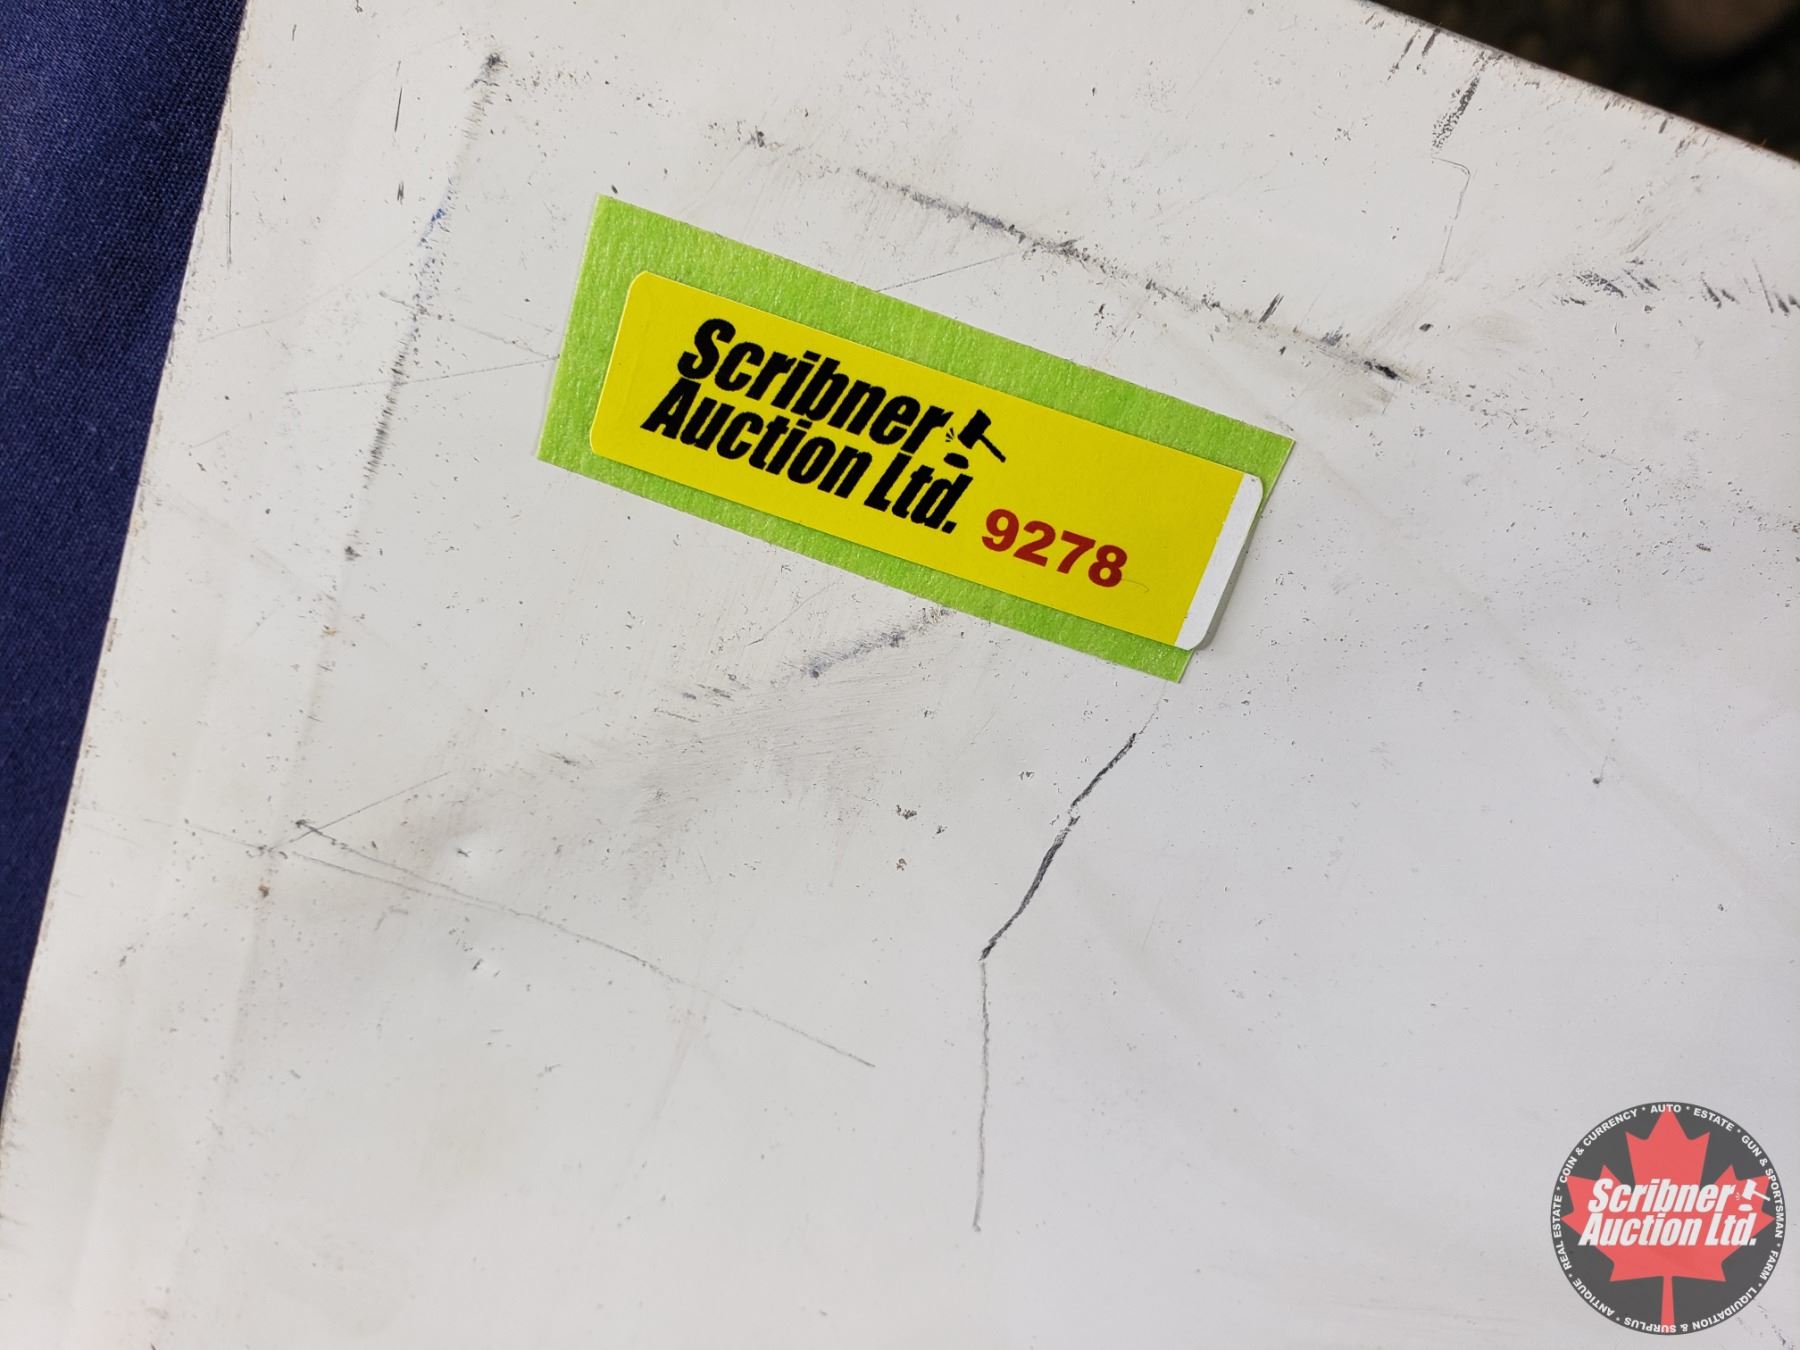 Scribner
Auction Ltd.
9278
COIN & CURRENCY * AUTO * ESTATE * GUN & SPORTSMAN * FARM * LIQUIDATION & SURPLUS * ANTIQUE * REAL ESTATE *
Scribner
Auction Ltd.